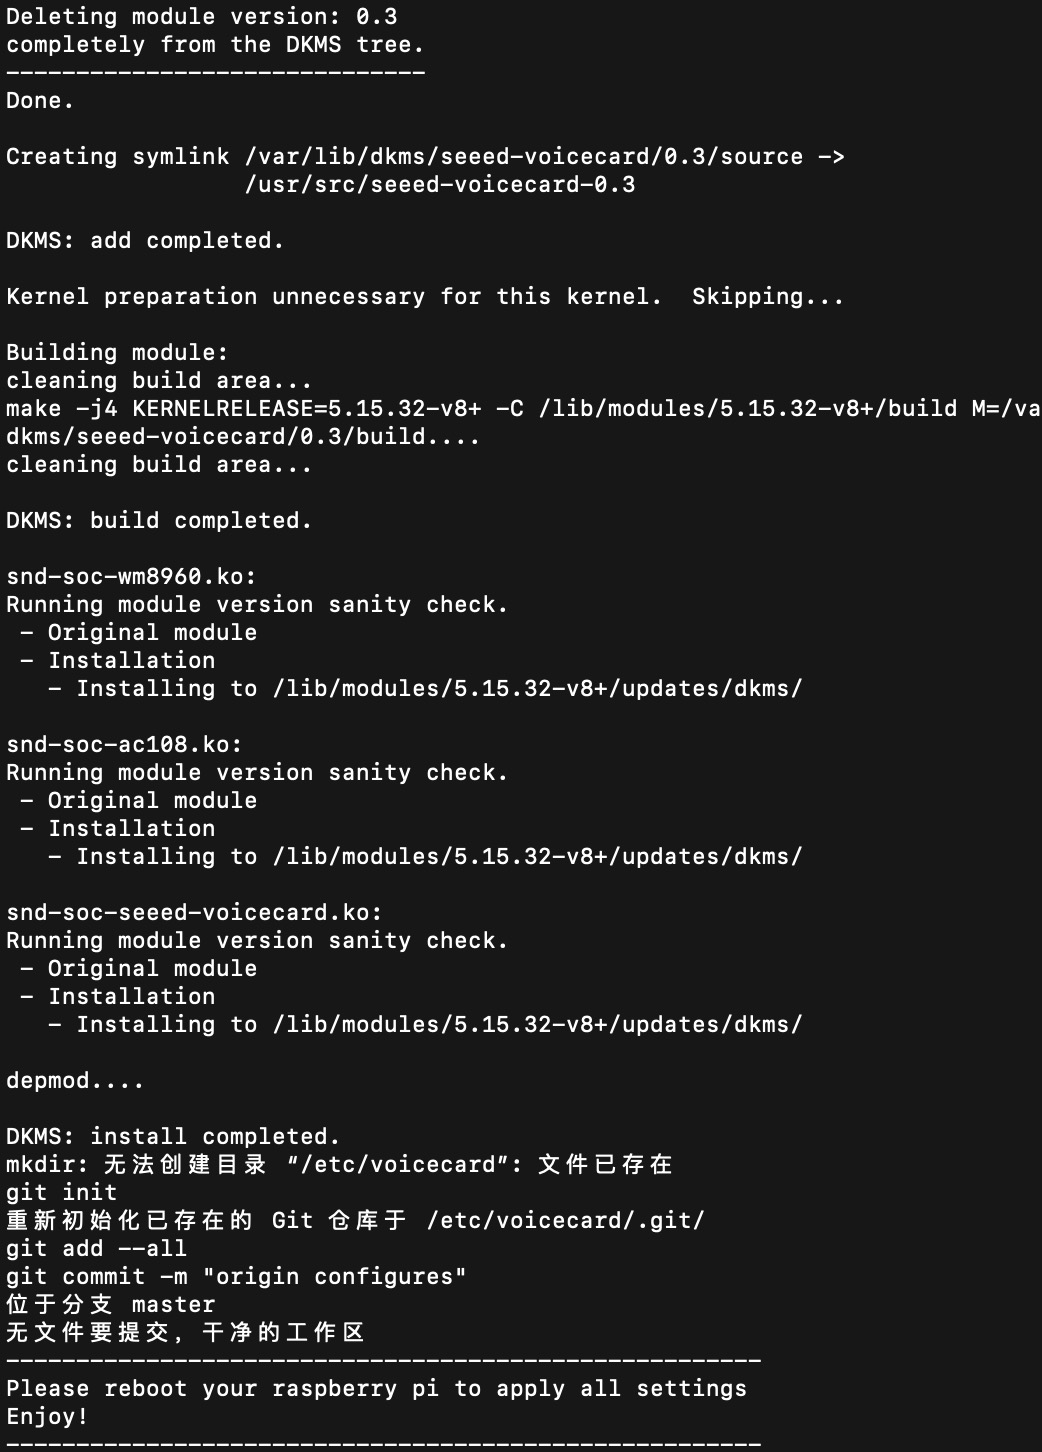 Deleting module version: 0.3
completely from the DKMS tree.
------------------------------
Done.
Creating symlink /var/lib/dkms/seeed-voicecard/0.3/source ->
/usr/src/seeed-voicecard-0.3
DKMS: add completed.
Kernel preparation unnecessary for this kernel.  Skipping...
Building module:
cleaning build area...
make -j4 KERNELRELEASE=5.15.32-v8+ -C /lib/modules/5.15.32-v8+/build M=/va
dkms/seeed-voicecard/0.3/build....
cleaning build area...
DKMS: build completed.
snd-soc-wm8960.ko:
Running module version sanity check.
- Original module
- Installation
- Installing to /lib/modules/5.15.32-v8+/updates/dkms/
snd-soc-ac108.ko:
Running module version sanity check.
- Original module
- Installation
- Installing to /lib/modules/5.15.32-v8+/updates/dkms/
snd-soc-seeed-voicecard.ko:
Running module version sanity check.
- Original module
- Installation
- Installing to /lib/modules/5.15.32-v8+/updates/dkms/
depmod....
DKMS: install completed.
mkdir: 无法创建目录 “/etc/voicecard”: 文件已存在
git init
重新初始化已存在的 Git 仓库于 /etc/voicecard/.git/
git add --all
git commit -m "origin configures"
位于分支 master
无文件要提交，干净的工作区
------------------------------------------------------
Please reboot your raspberry pi to apply all settings
Enjoy!
------------------------------------------------------